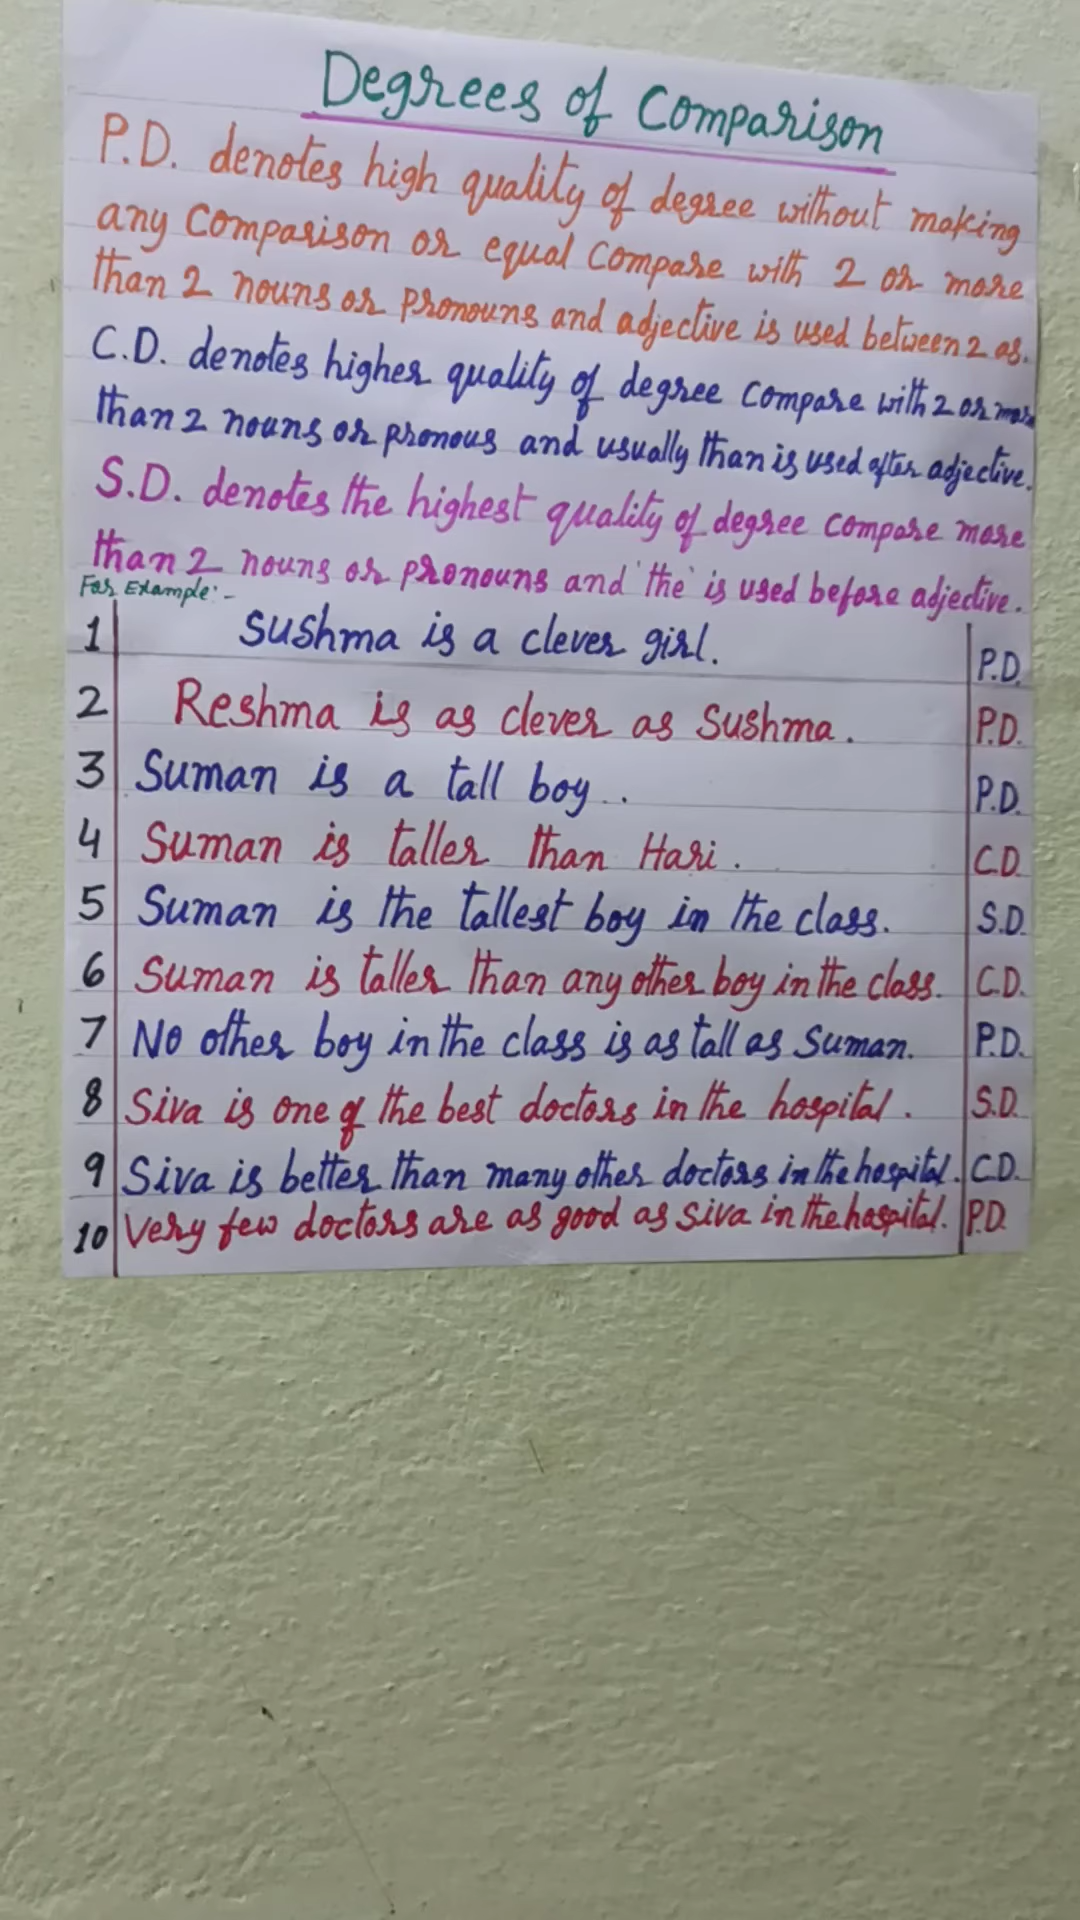 Degrees of Comparison
P.D. denotes high quality of degree without making
any Comparison or equal Compare with 2 or more
than 2 nouns or pronouns and adjective is used between 2 as.
C.D. denotes higher quality of degree compare with 2 or more
than 2 nouns or pronous and usually than is used after adjective.
S.D. denotes the highest quality of degree compare more
than 2 nouns or pronouns and 'the' is used before adjective.
For Example:-
1 Sushma is a clever girl. P.D.
2 Reshma is as clever as Sushma. P.D.
3 Suman is a tall boy.. P.D.
4 Suman is taller than Hari. C.D.
5 Suman is the tallest boy in the class. S.D.
6 Suman is taller than any other boy in the class. C.D.
7 No other boy in the class is as tall as Suman. P.D.
8 Siva is one of the best doctors in the hospital. S.D.
9 Siva is better than many other doctors in the hospital. C.D.
10 Very few doctors are as good as Siva in the hospital. P.D.